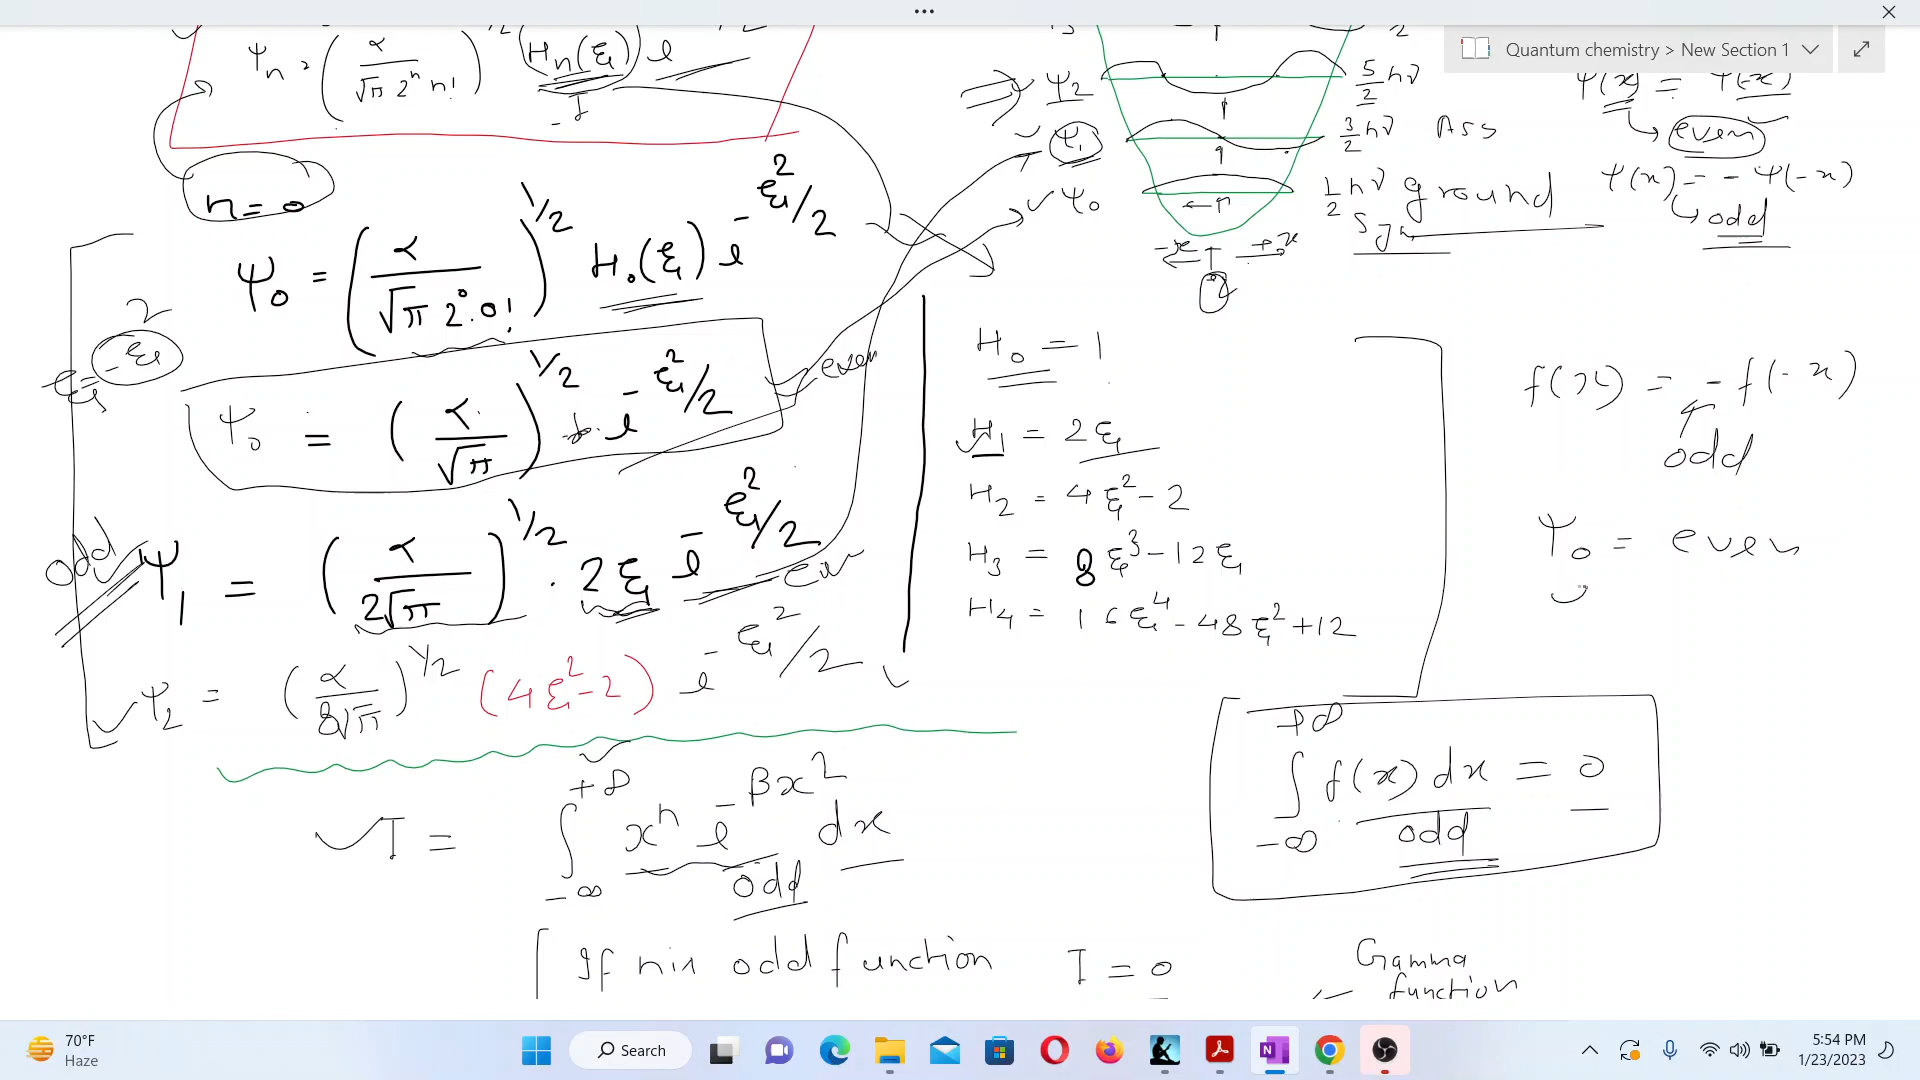 Quantum chemistry > New Section 1
ψn = (α / √π 2ⁿ n!)^1/2 (Hn(ξ)) e
n = 0
ψ₀ = (α / √π 2⁰·0!)^1/2 H₀(ξ) e^-ξ²/2
ψ₀ = (α / √π)^1/2 1· e^-ξ²/2
even
odd
ψ₁ = (α / 2√π)^1/2 · 2ξ e^-ξ²/2
ψ₂ = (α / 8√π)^1/2 (4ξ²-2) e^-ξ²/2
I = ∫ -∞ +∞ xⁿ e^-βx² dx
odd
If n is odd function I = 0
ψ₂ 5/2 hν
ψ₁ 3/2 hν
ψ₀ 1/2 hν ground
-x +x
ψ(x) = ψ(-x)
even
ψ(x) = - ψ(-x)
odd
H₀ = 1
H₁ = 2ξ
H₂ = 4ξ² - 2
H₃ = 8ξ³ - 12ξ
H₄ = 16ξ⁴ - 48ξ² + 12
f(x) = - f(-x)
odd
ψ₀ = even
∫ -∞ +∞ f(x) dx = 0
odd
Gamma
function
70°F
Haze
Search
5:54 PM
1/23/2023